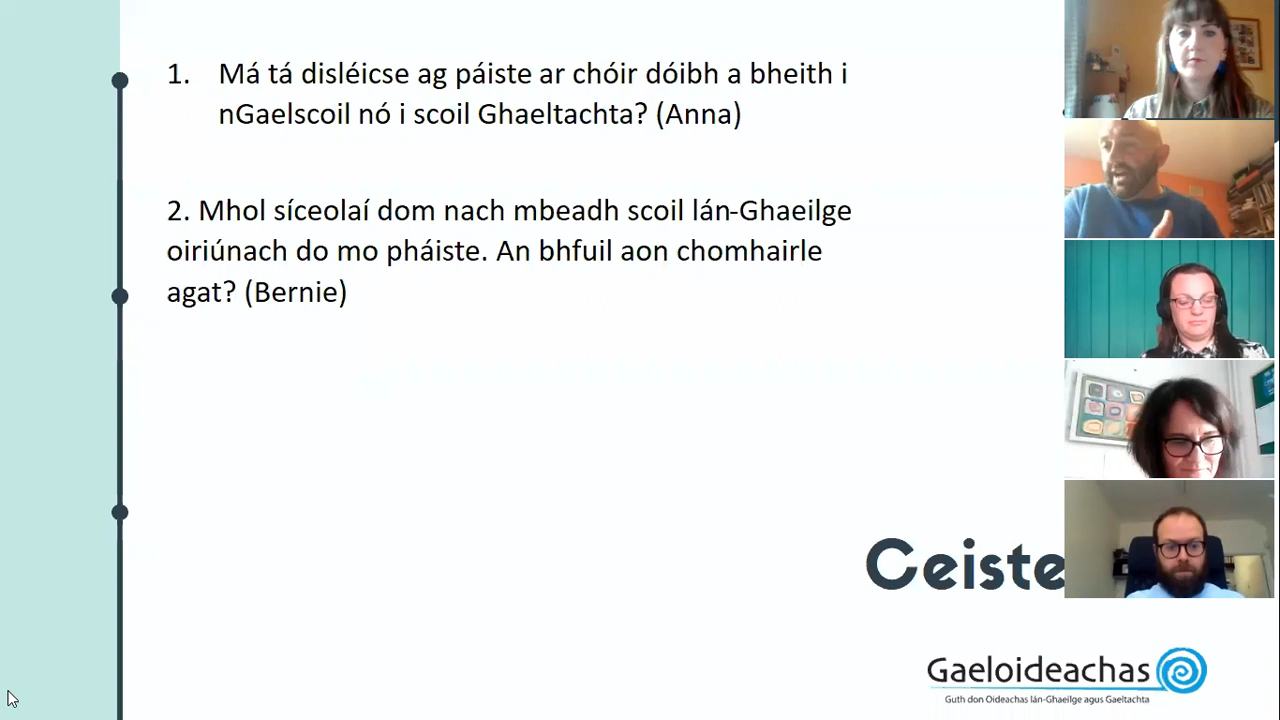 1. Má tá disléicse ag páiste ar chóir dóibh a bheith i
nGaelscoil nó i scoil Ghaeltachta? (Anna)
2. Mhol síceolaí dom nach mbeadh scoil lán-Ghaeilge
oiriúnach do mo pháiste. An bhfuil aon chomhairle
agat? (Bernie)
Ceiste
Gaeloideachas
Guth don Oideachas lán-Ghaeilge agus Gaeltachta